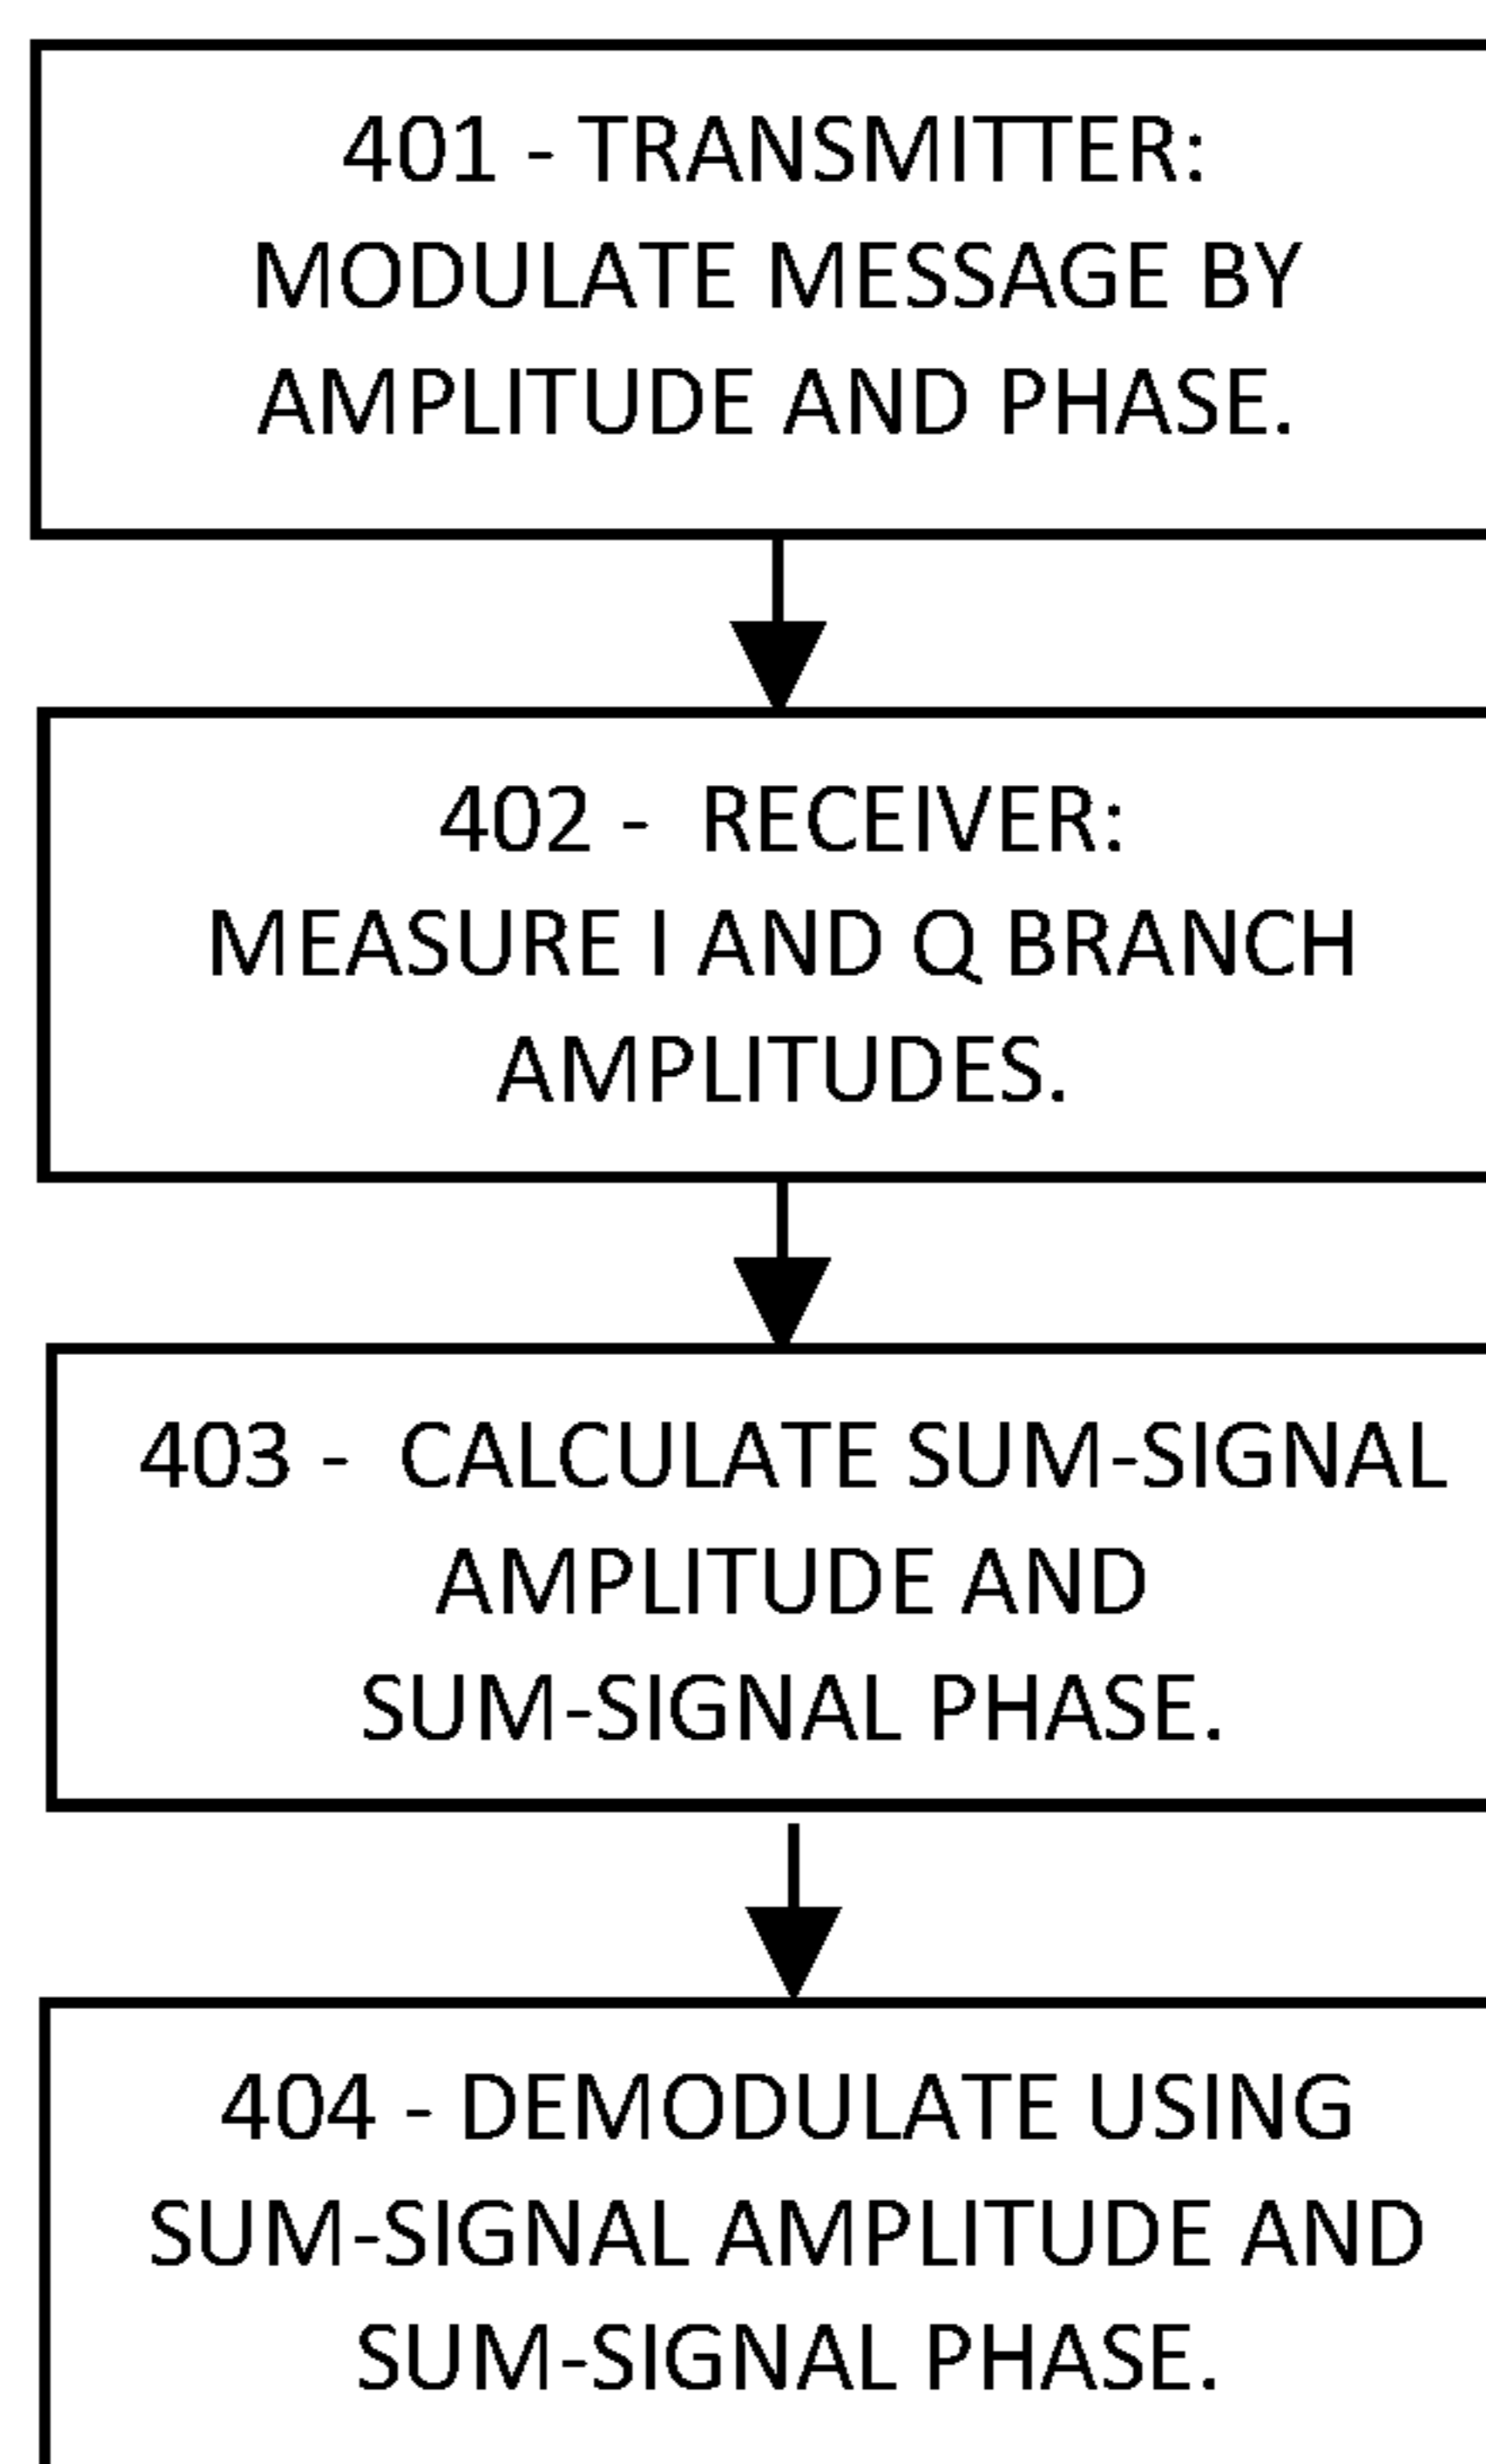 401 - TRANSMITTER:
MODULATE MESSAGE BY
AMPLITUDE AND PHASE.
402 - RECEIVER:
MEASURE I AND Q BRANCH
AMPLITUDES.
403 - CALCULATE SUM-SIGNAL
AMPLITUDE AND
SUM-SIGNAL PHASE.
404 - DEMODULATE USING
SUM-SIGNAL AMPLITUDE AND
SUM-SIGNAL PHASE.